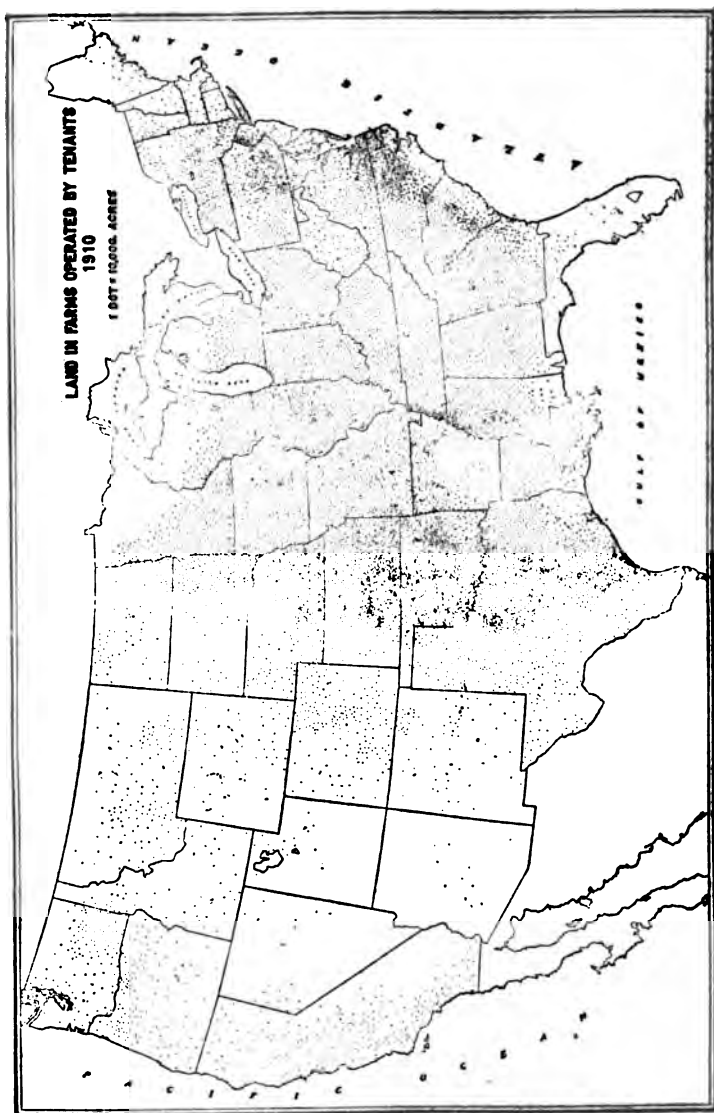 LAND IN FARMS OPERATED BY TENANTS
1910
1 DOT = 10,000 ACRES
ATLANTIC OCEAN
GULF OF MEXICO
PACIFIC OCEAN